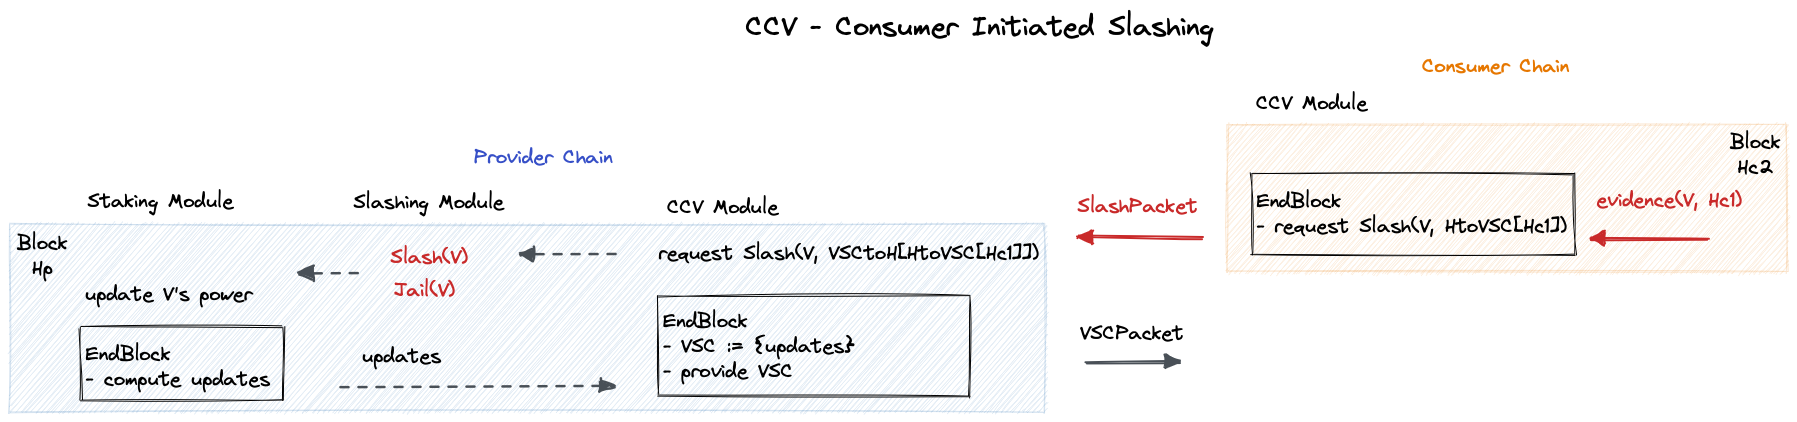 CCV - Consumer Initiated Slashing
Consumer Chain
CCV Module
Block
Hc2
EndBlock
- request Slash(V, HtoVSC[Hc1])
evidence(V, Hc1)
SlashPacket
VSCPacket
Provider Chain
Staking Module
Slashing Module
CCV Module
Block
Hp
Slash(V)
Jail(V)
request Slash(V, VSCtoH[HtoVSC[Hc1]])
update V's power
EndBlock
- compute updates
updates
EndBlock
- VSC := {updates}
- provide VSC